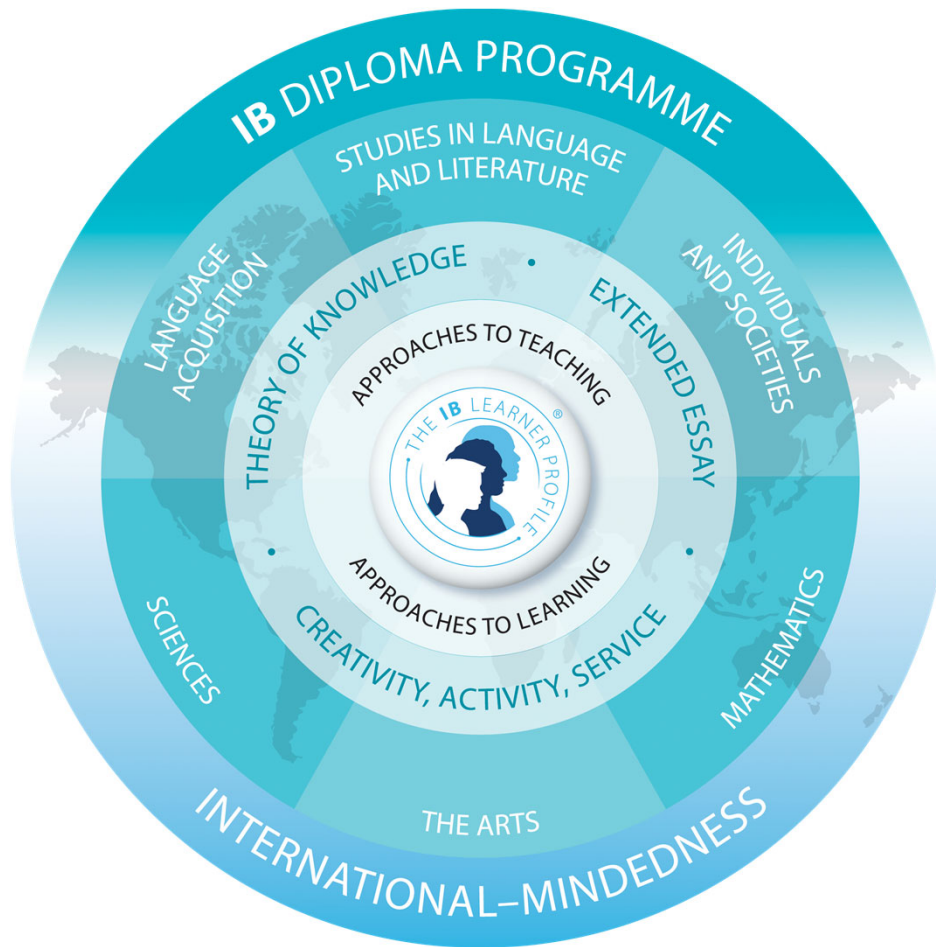 IB DIPLOMA PROGRAMME
STUDIES IN LANGUAGE
AND LITERATURE
LANGUAGE
ACQUISITION
INDIVIDUALS
AND SOCIETIES
THEORY OF KNOWLEDGE
•
EXTENDED ESSAY
•
CREATIVITY, ACTIVITY, SERVICE
•
APPROACHES TO TEACHING
THE IB LEARNER PROFILE
®
APPROACHES TO LEARNING
SCIENCES
MATHEMATICS
THE ARTS
INTERNATIONAL–MINDEDNESS